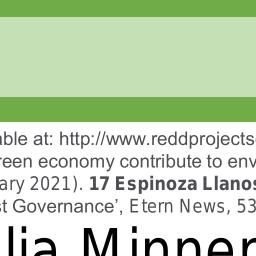 able at: http://www.reddprojects
reen economy contribute to env
ary 2021). 17 Espinoza Llanos
st Governance’, Etern News, 53
lia Minner